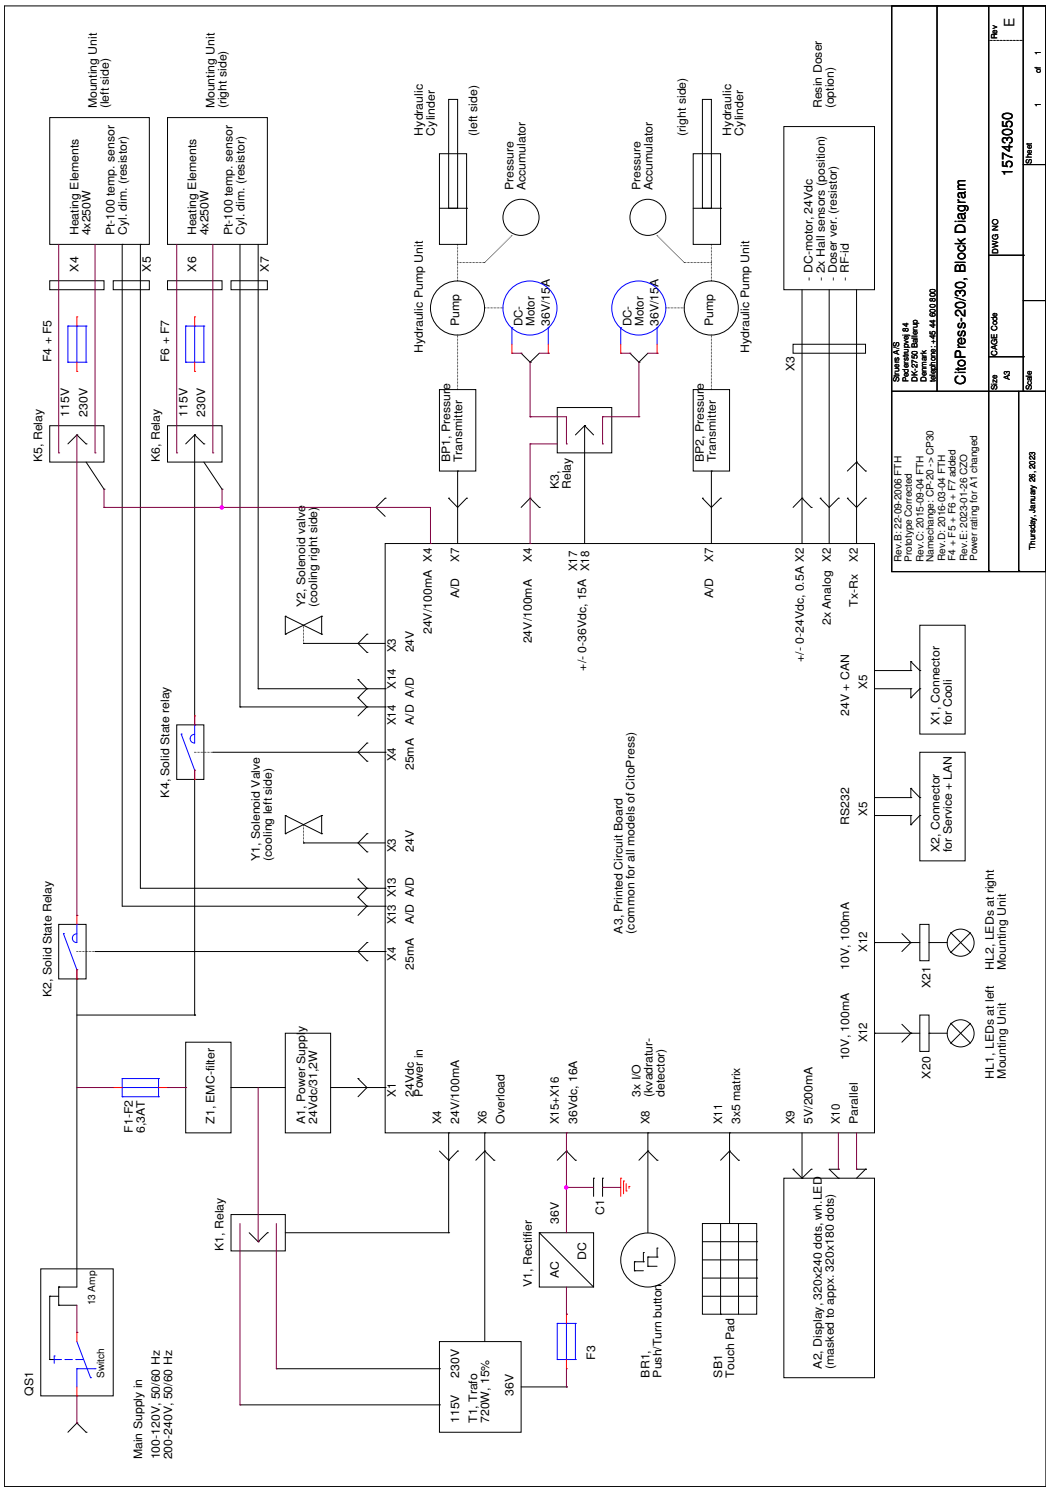 QS1
Switch
13 Amp
Main Supply in
100-120V, 50/60 Hz
200-240V, 50/60 Hz
F1-F2
6,3AT
Z1, EMC-filter
A1, Power Supply
24Vdc/31,2W
K1, Relay
K2, Solid State Relay
K4, Solid State relay
K5, Relay
115V
230V
F4 + F5
X4
X5
Heating Elements
4x250W
Pt-100 temp. sensor
Cyl. dim. (resistor)
Mounting Unit
(left side)
K6, Relay
115V
230V
F6 + F7
X6
X7
Heating Elements
4x250W
Pt-100 temp. sensor
Cyl. dim. (resistor)
Mounting Unit
(right side)
Y1, Solenoid Valve
(cooling left side)
Y2, Solenoid valve
(cooling right side)
X1
24Vdc
Power in
X4
25mA
X13
A/D
X13
A/D
X3
24V
X4
25mA
X14
A/D
X14
A/D
X3
24V
115V
230V
T1, Trafo
720W, 15%
36V
F3
V1, Rectifier
AC
DC
36V
C1
BR1,
Push/Turn button
SB1
Touch Pad
A2, Display, 320x240 dots, wh.LED
(masked to appx. 320x180 dots)
X4
24V/100mA
X6
Overload
X15+X16
36Vdc, 16A
X8
3x I/O
(kvadratur-
detector)
X11
3x5 matrix
X9
5V/200mA
X10
Parallel
A3, Printed Circuit Board
(common for all models of CitoPress)
24V/100mA
X4
A/D
X7
24V/100mA
X4
+/- 0-36Vdc, 15A
X17
X18
A/D
X7
+/- 0-24Vdc, 0.5A
X2
2x Analog
X2
Tx-Rx
X2
BP1, Pressure
Transmitter
Hydraulic Pump Unit
Pump
DC-
Motor
36V/15A
Pressure
Accumulator
Hydraulic
Cylinder
(left side)
K3,
Relay
BP2, Pressure
Transmitter
Hydraulic Pump Unit
Pump
DC-
Motor
36V/15A
Pressure
Accumulator
Hydraulic
Cylinder
(right side)
X3
- DC-motor, 24Vdc
- 2x Hall sensors (position)
- Doser ver. (resistor)
- RF-id
Resin Doser
(option)
10V, 100mA
X12
X20
HL1, LEDs at left
Mounting Unit
10V, 100mA
X12
X21
HL2, LEDs at right
Mounting Unit
RS232
X5
X2, Connector
for Service + LAN
24V + CAN
X5
X1, Connector
for Cooli
Rev.B: 22-09-2006 FTH
Prototype Corrected
Rev.C: 2015-09-04 FTH
Namechange: CP-20 -> CP30
Rev.D: 2016-03-04 FTH
F4 + F5 + F6 + F7 added
Rev.E: 2023-01-26 CZO
Power rating for A1 changed
Struers A/S
Pederstrupvej 84
DK-2750 Ballerup
Denmark
telephone: +45 44 600 800
CitoPress-20/30, Block Diagram
Size
A3
CAGE Code
DWG NO
15743050
Rev
E
Thursday, January 26, 2023
Scale
Sheet
1
of
1